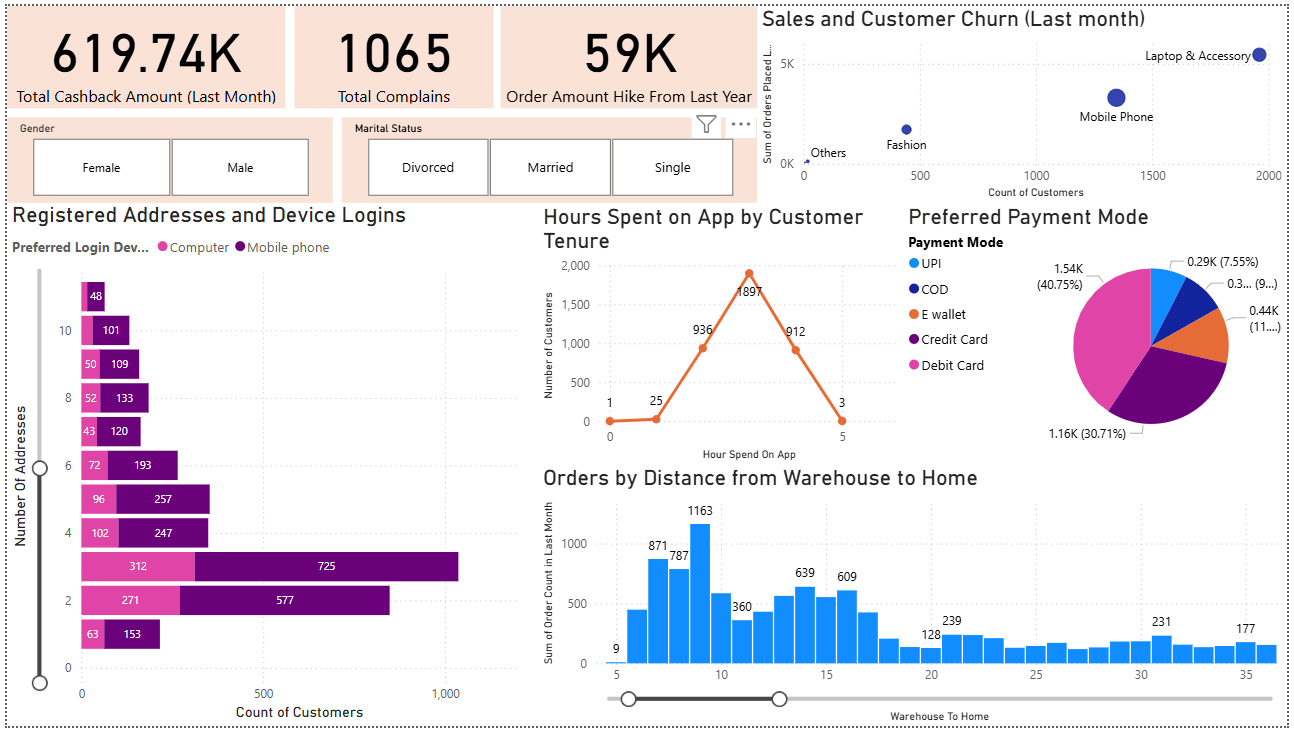 619.74K
Total Cashback Amount (Last Month)
1065
Total Complains
59K
Order Amount Hike From Last Year
Gender
Female
Male
Marital Status
Divorced
Married
Single
Sales and Customer Churn (Last month)
Sum of Orders Placed L...
5K
0K
Laptop & Accessory
Mobile Phone
Fashion
Others
0
500
1000
1500
2000
Count of Customers
Registered Addresses and Device Logins
Preferred Login Dev...
Computer
Mobile phone
Number Of Addresses
10
8
6
4
2
0
48
101
50
109
52
133
43
120
72
193
96
257
102
247
312
725
271
577
63
153
0
500
1,000
Count of Customers
Hours Spent on App by Customer
Tenure
Number of Customers
2,000
1,500
1,000
500
0
1
25
936
1897
912
3
0
5
Hour Spend On App
Preferred Payment Mode
Payment Mode
UPI
COD
E wallet
Credit Card
Debit Card
1.54K
(40.75%)
0.29K (7.55%)
0.3... (9...)
0.44K
(11....)
1.16K (30.71%)
Orders by Distance from Warehouse to Home
Sum of Order Count in Last Month
1000
500
0
9
871
787
1163
360
639
609
128
239
231
177
5
10
15
20
25
30
35
Warehouse To Home